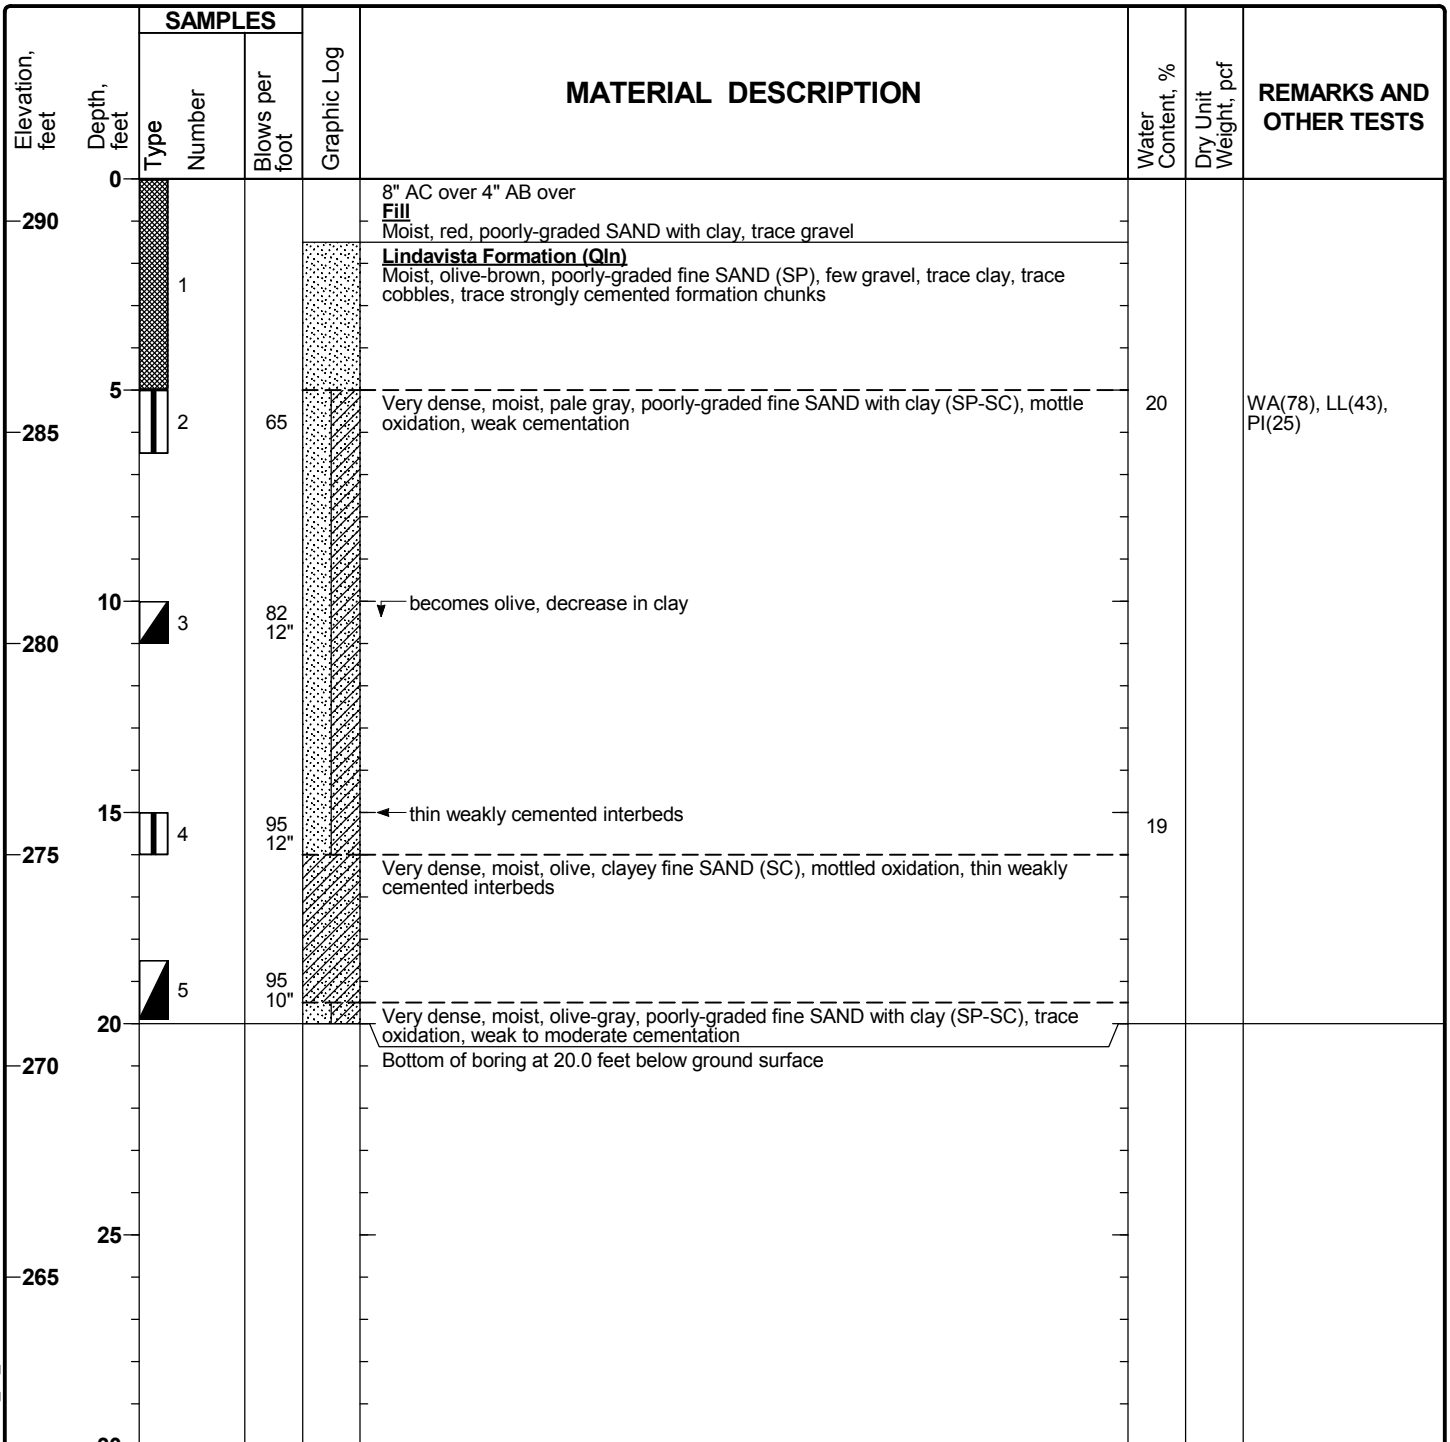 SAMPLES
Elevation,
feet
Depth,
feet
Type
Number
Blows per
foot
Graphic Log
MATERIAL DESCRIPTION
Water
Content, %
Dry Unit
Weight, pcf
REMARKS AND
OTHER TESTS
0
8" AC over 4" AB over
290
Fill
Moist, red, poorly-graded SAND with clay, trace gravel
Lindavista Formation (Qln)
Moist, olive-brown, poorly-graded fine SAND (SP), few gravel, trace clay, trace
1
cobbles, trace strongly cemented formation chunks
5
Very dense, moist, pale gray, poorly-graded fine SAND with clay (SP-SC), mottle
20
WA(78), LL(43),
285
2
65
oxidation, weak cementation
PI(25)
10
becomes olive, decrease in clay
3
82
12"
280
15
thin weakly cemented interbeds
4
95
12"
19
275
Very dense, moist, olive, clayey fine SAND (SC), mottled oxidation, thin weakly
cemented interbeds
5
95
10"
20
Very dense, moist, olive-gray, poorly-graded fine SAND with clay (SP-SC), trace
oxidation, weak to moderate cementation
270
Bottom of boring at 20.0 feet below ground surface
25
265